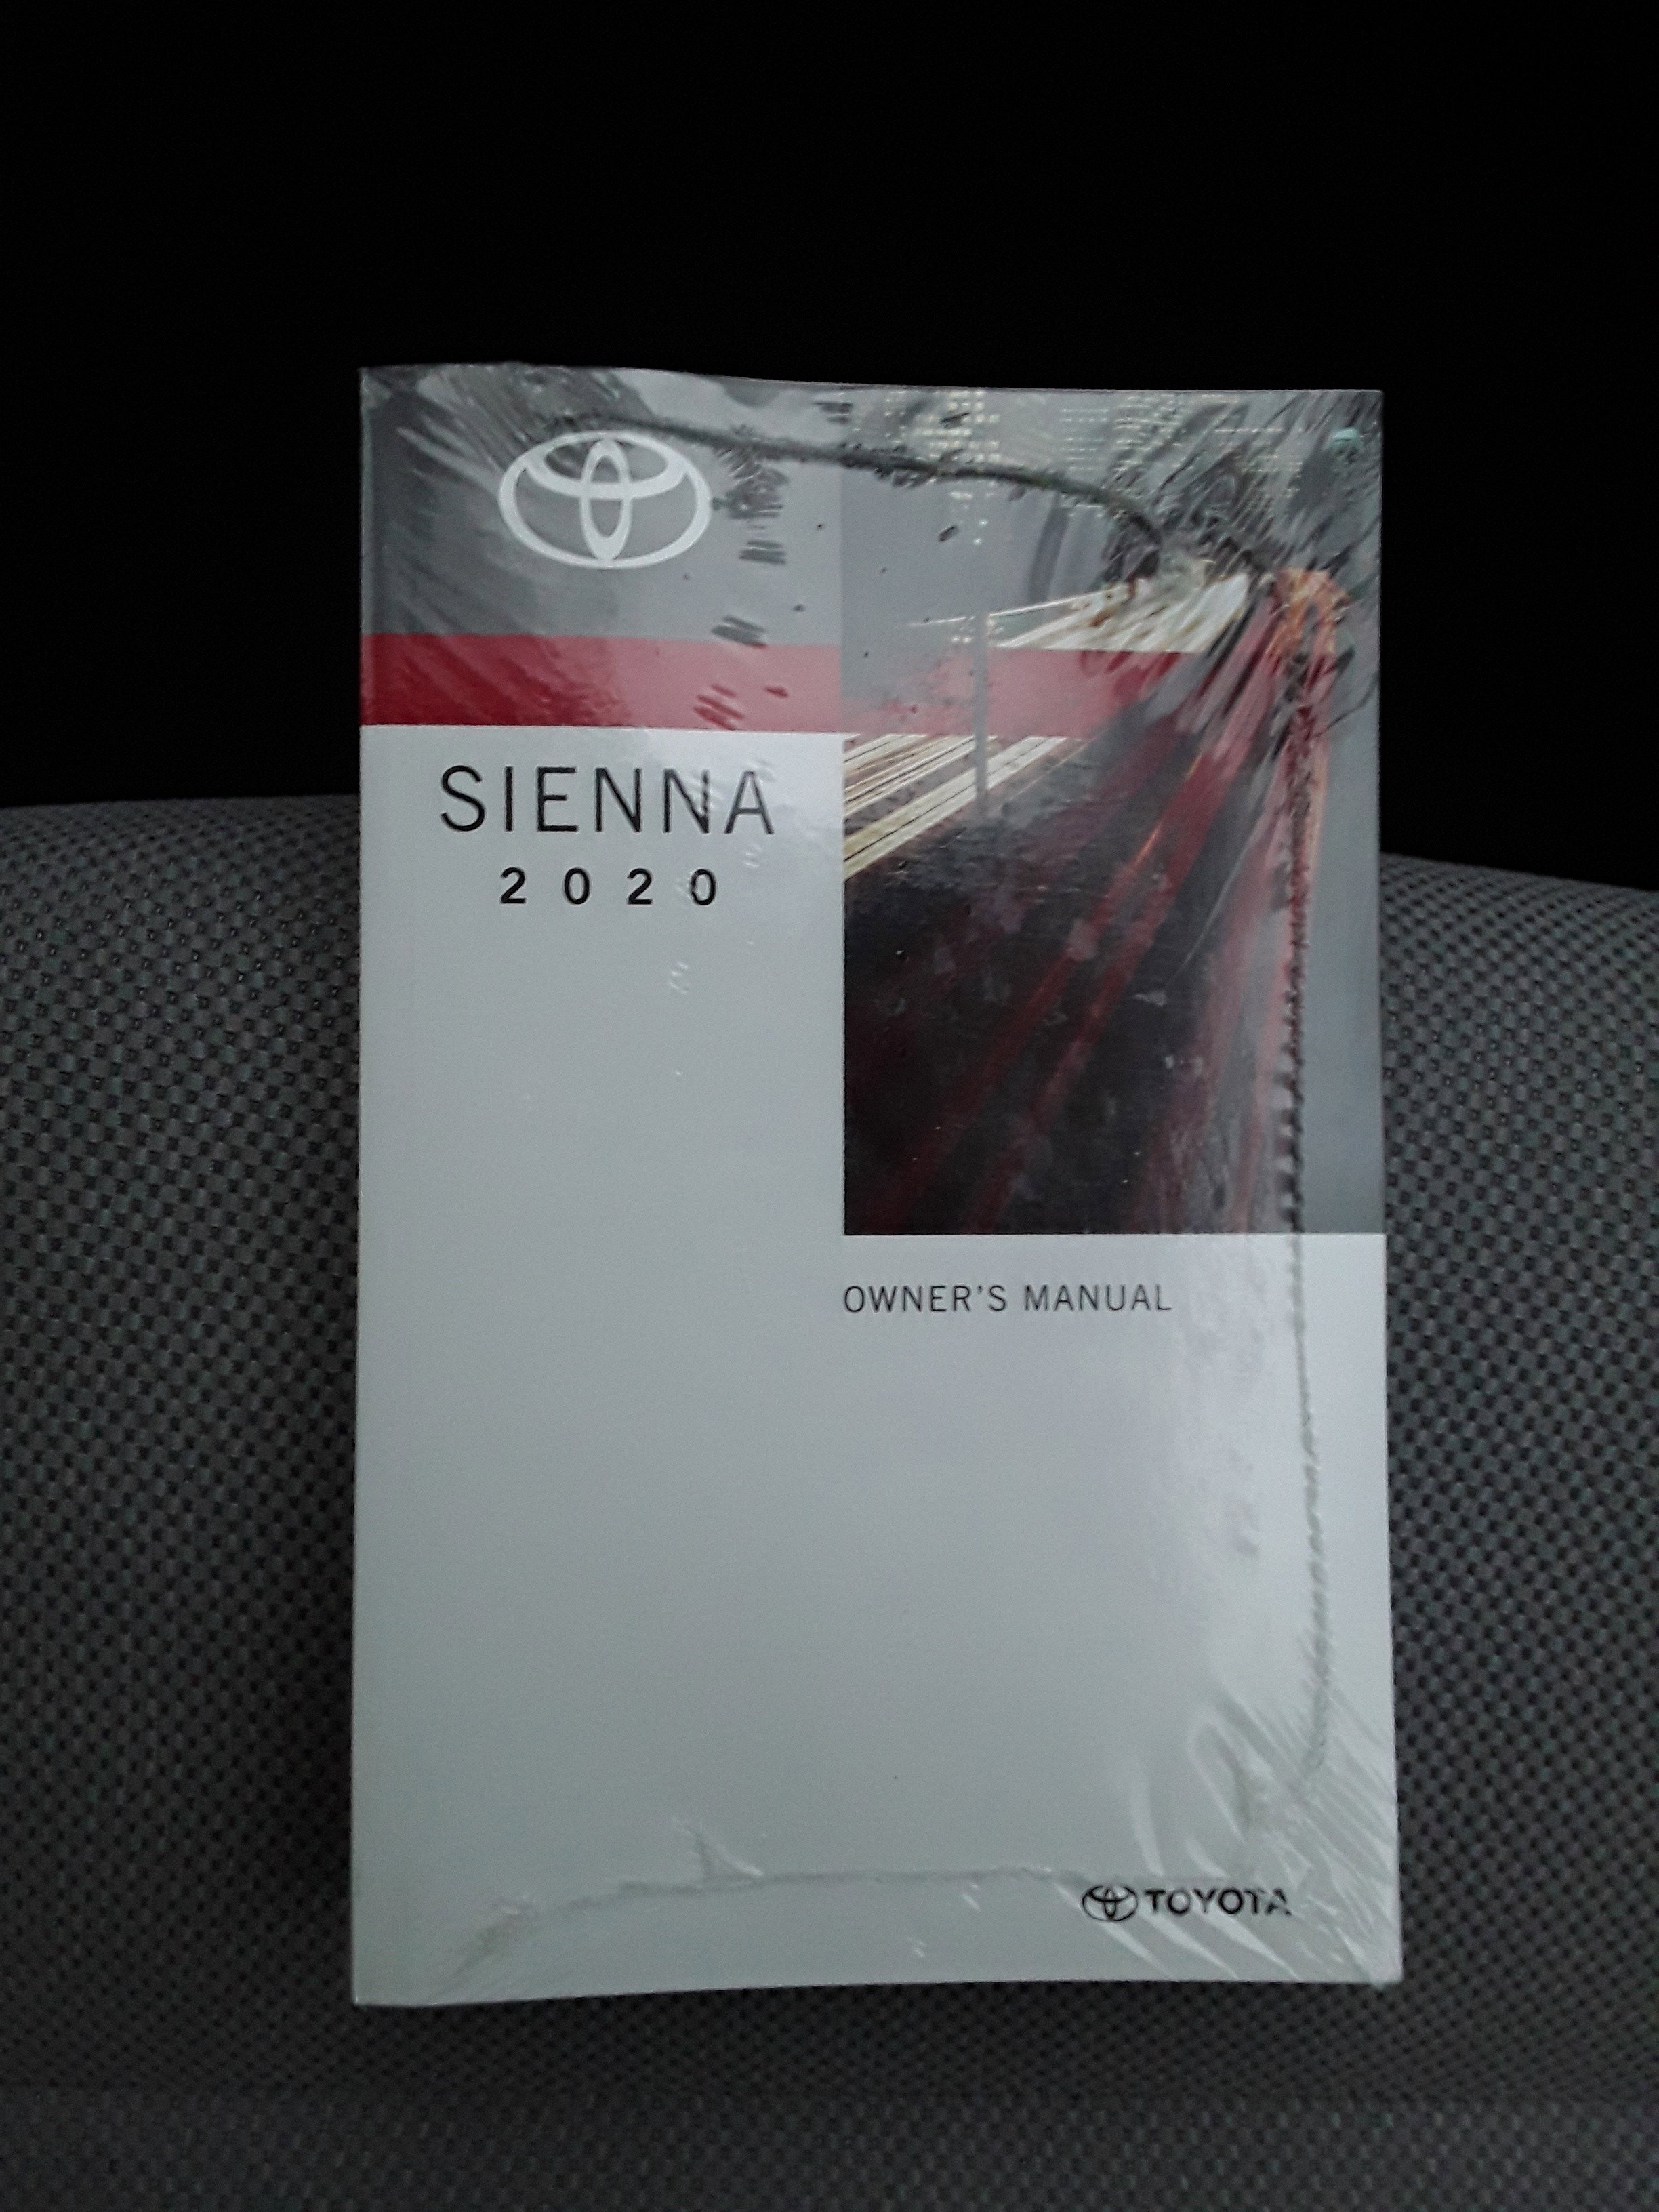 SIENNA
2020
OWNER'S MANUAL
TOYOTA